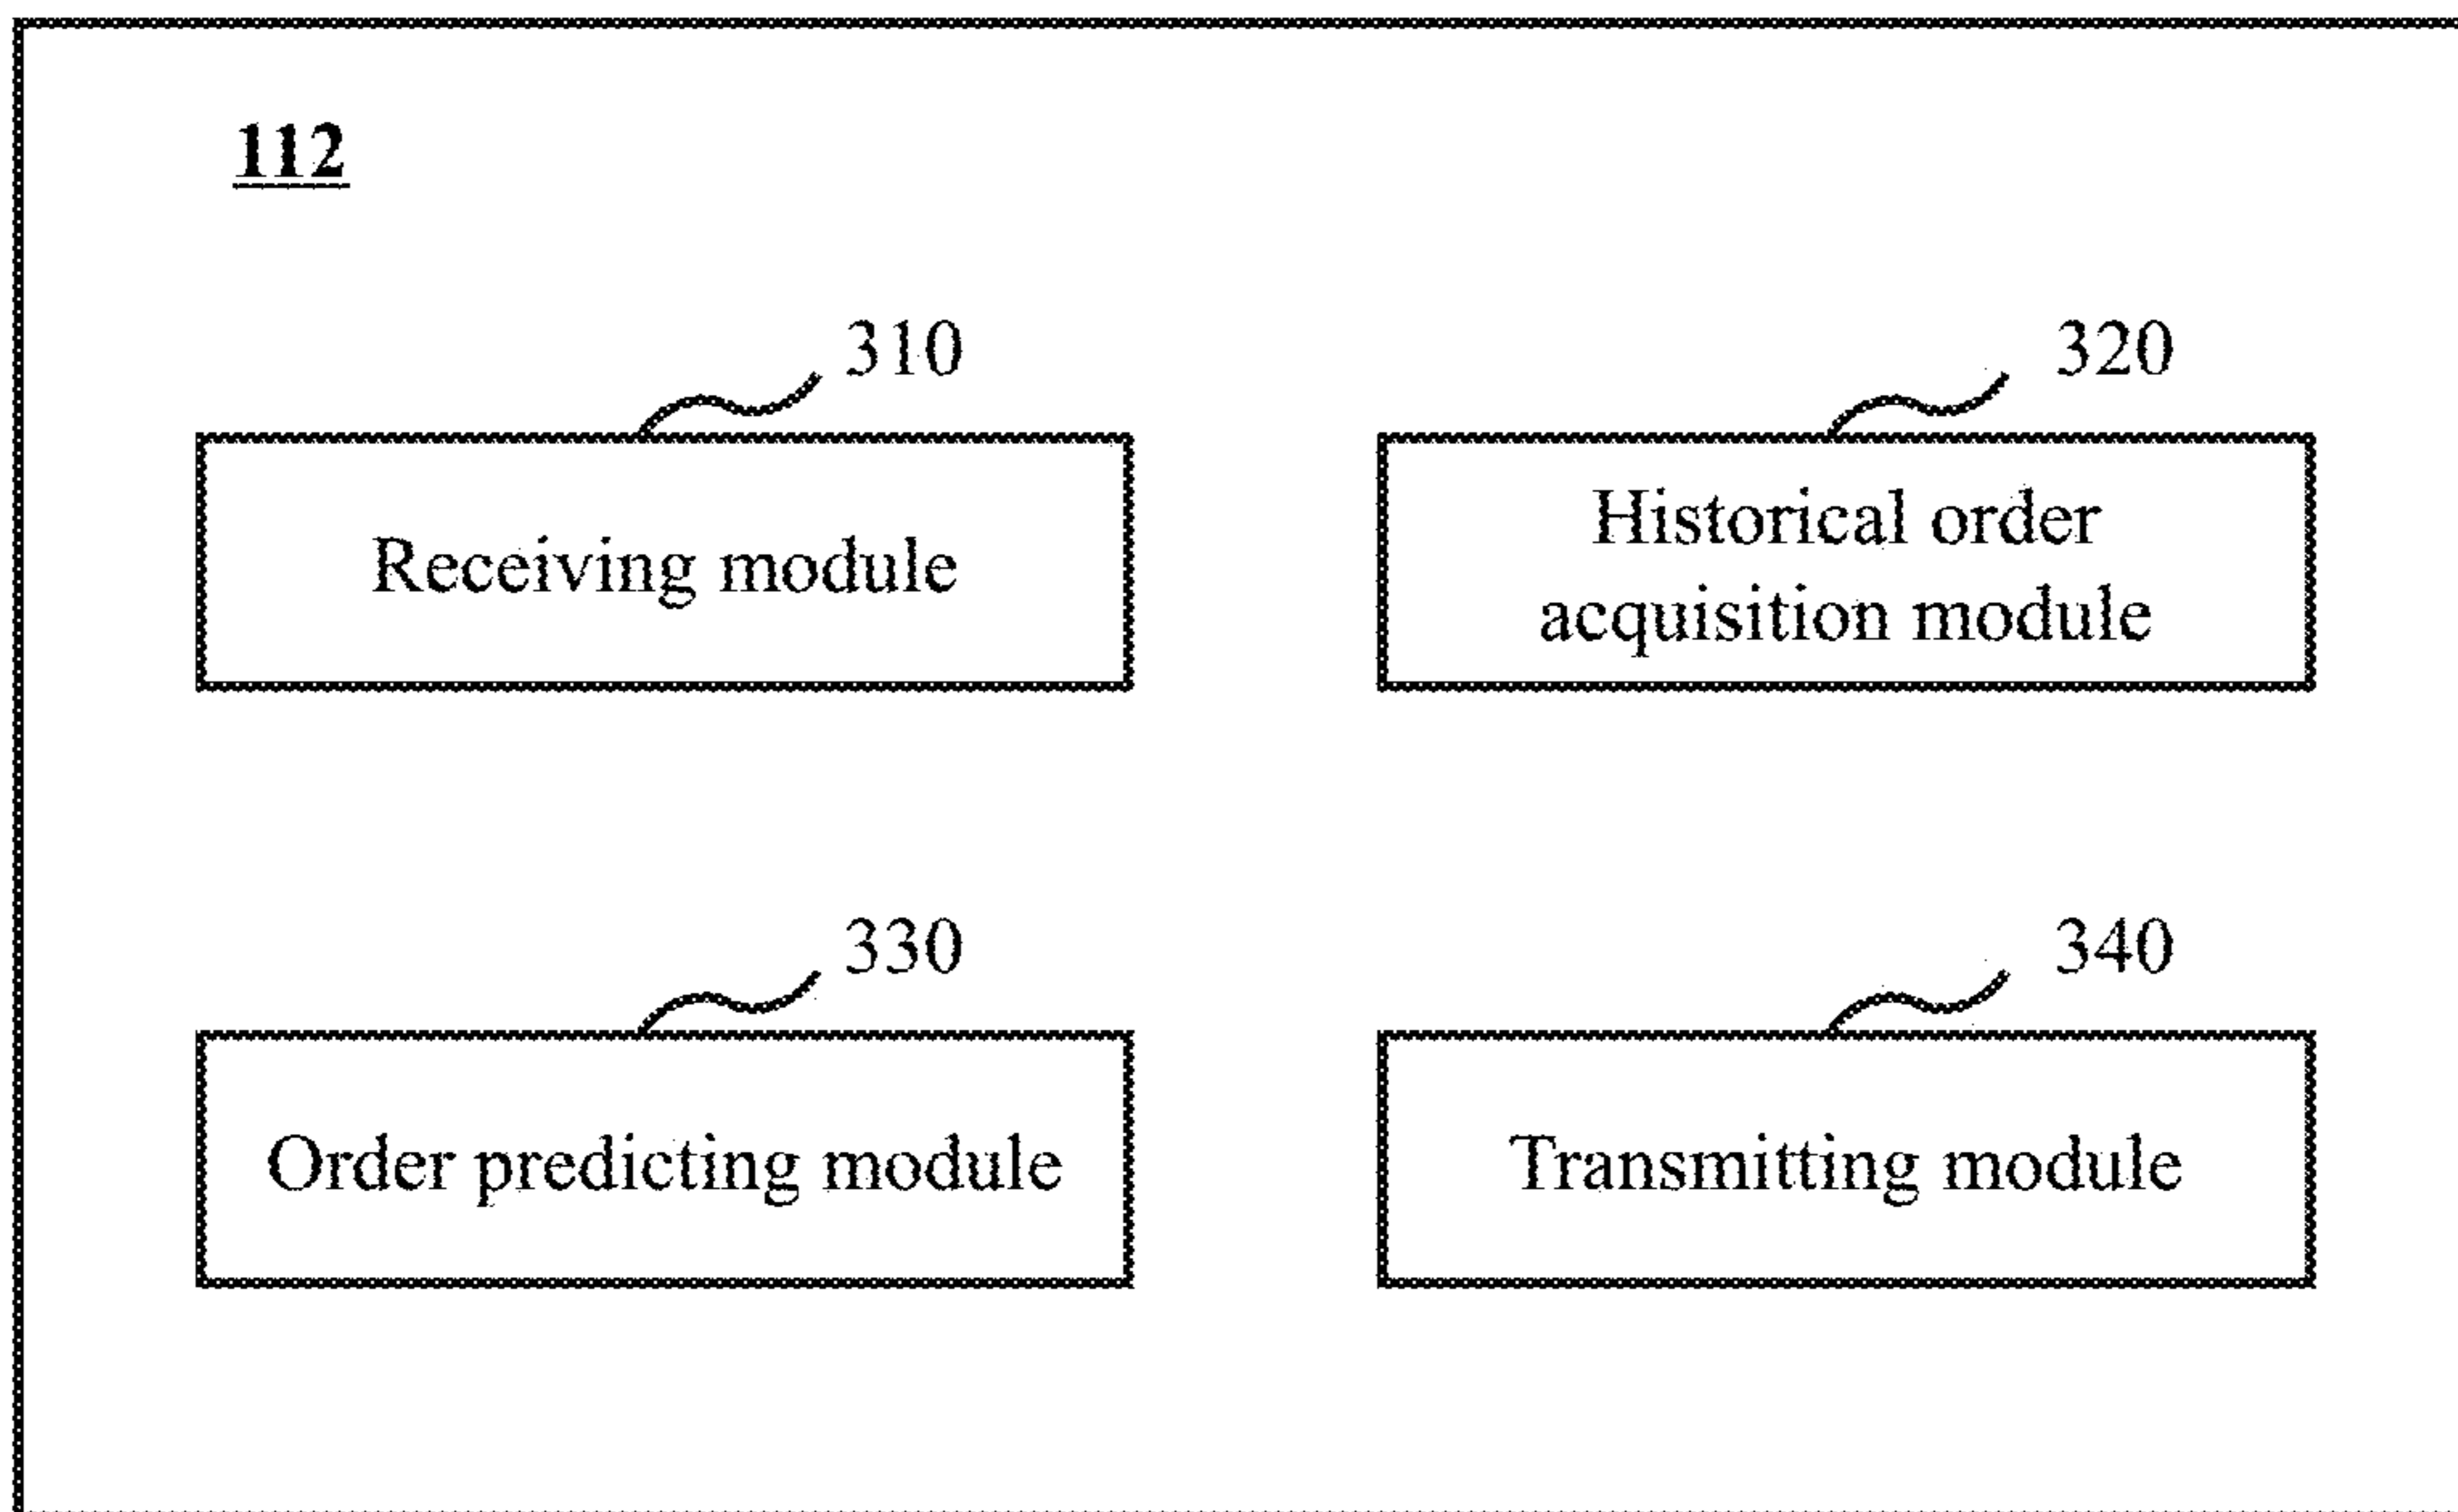 112
310
320
Receiving module
Historical order
acquisition module
330
340
Order predicting module
Transmitting module